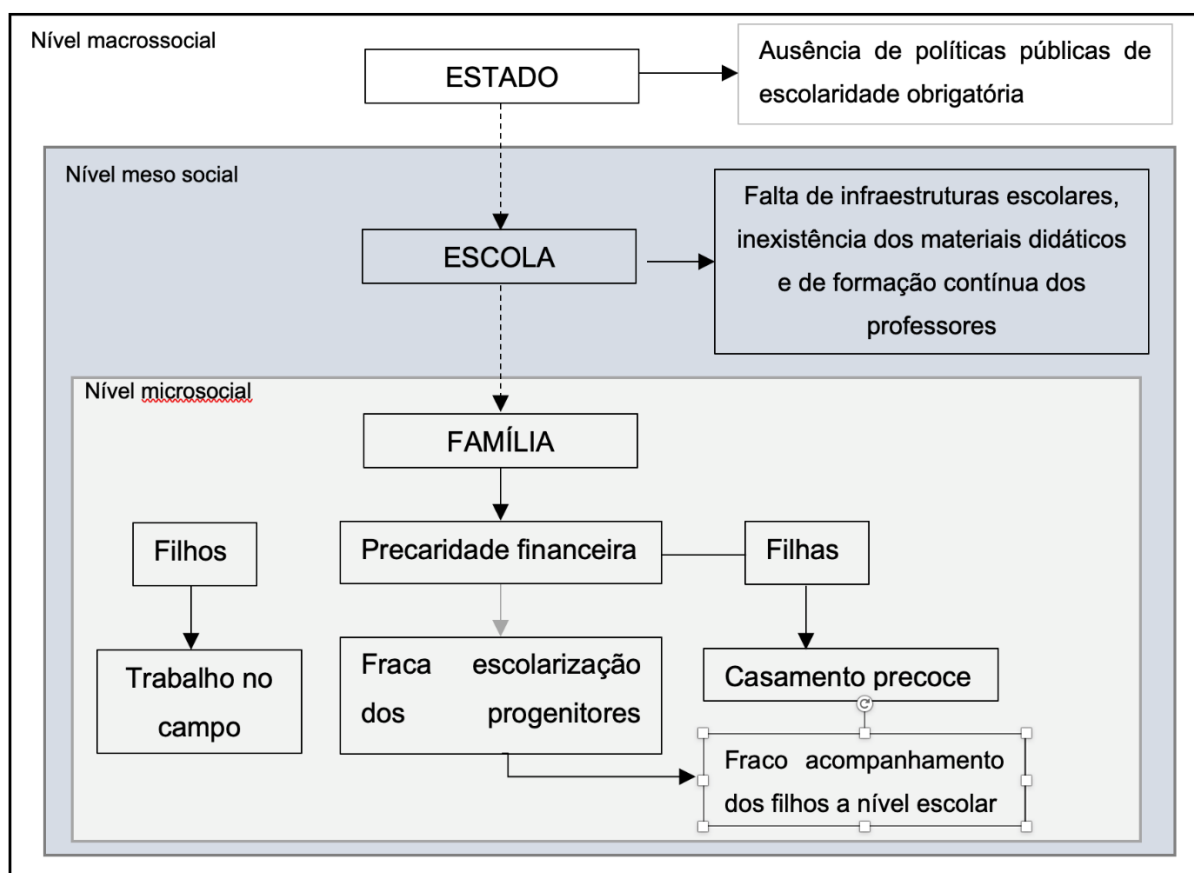 Nível macrossocial
ESTADO
Ausência de políticas públicas de
escolaridade obrigatória
Nível meso social
ESCOLA
Falta de infraestruturas escolares,
inexistência dos materiais didáticos
e de formação contínua dos
professores
Nível microsocial
FAMÍLIA
Filhos
Precaridade financeira
Filhas
Trabalho no
campo
Fraca escolarização
dos progenitores
Casamento precoce
Fraco acompanhamento
dos filhos a nível escolar